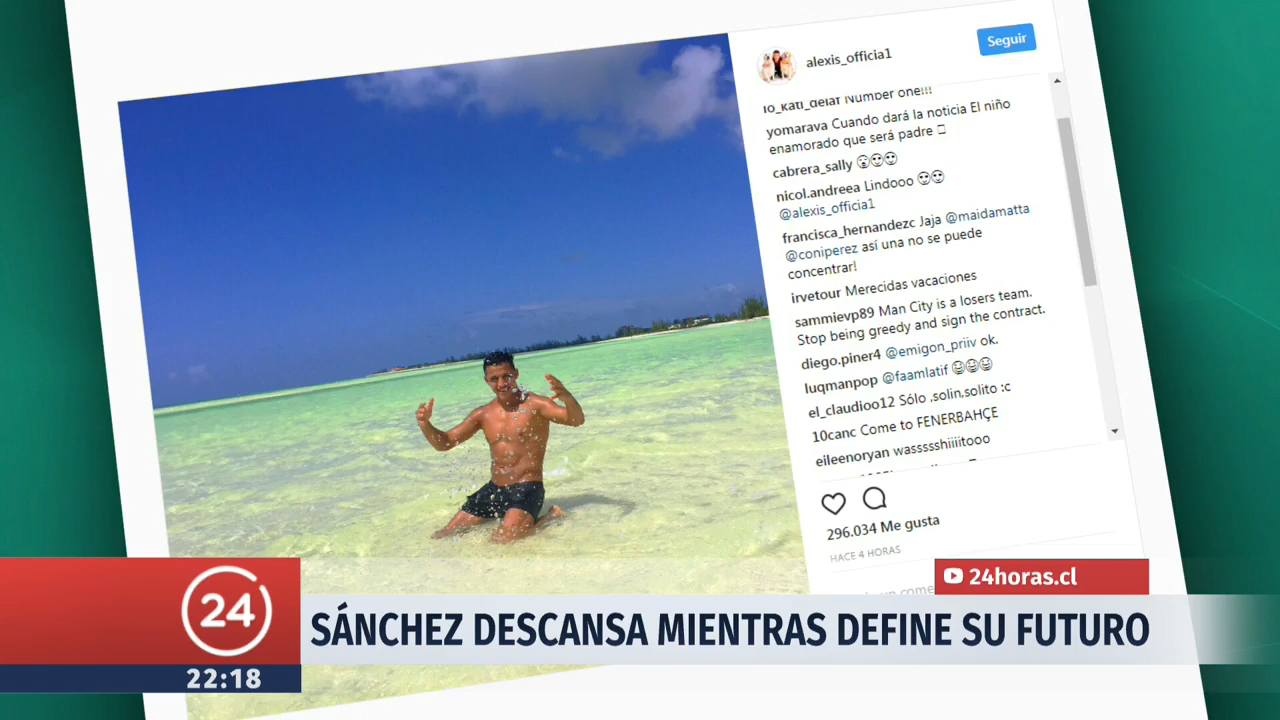 alexis_officia1
Seguir
Number one!!!
yomarava Cuando dará la noticia El niño
enamorado que será padre
cabrera_sally
nicol.andreea Lindooo
@alexis_officia1
francisca_hernandezc Jaja @maidamatta
@coniperez así una no se puede
concentrar!
irvetour Merecidas vacaciones
sammievp89 Man City is a losers team.
Stop being greedy and sign the contract.
diego.piner4 @emigon_priiv ok.
luqmanpop @faamlatif
el_claudioo12 Sólo ,solin,solito :c
10canc Come to FENERBAHÇE
eileenoryan wasssshiiiitooo
296.034 Me gusta
HACE 4 HORAS
24horas.cl
24
SÁNCHEZ DESCANSA MIENTRAS DEFINE SU FUTURO
22:18